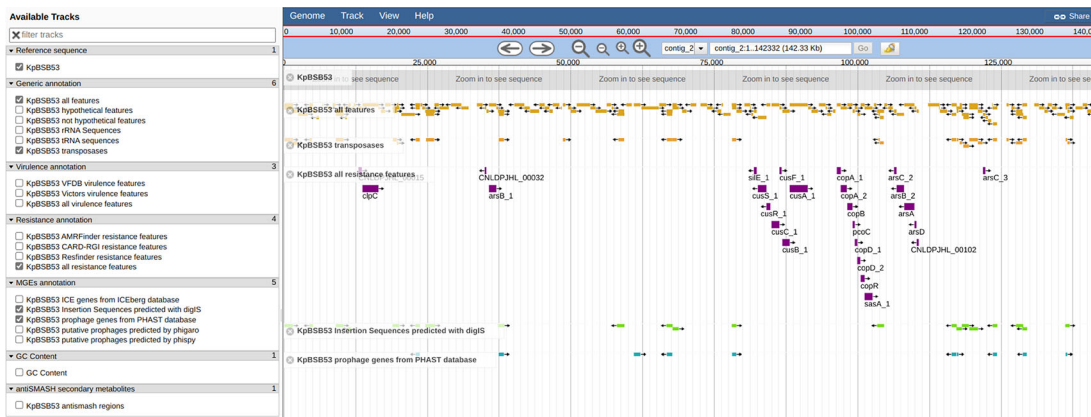 Available Tracks
filter tracks
Reference sequence 1
KpBSB53
Generic annotation 6
KpBSB53 all features
KpBSB53 hypothetical features
KpBSB53 not hypothetical features
KpBSB53 rRNA Sequences
KpBSB53 tRNA Sequences
KpBSB53 transposases
Virulence annotation 3
KpBSB53 VFDB virulence features
KpBSB53 Victors virulence features
KpBSB53 all virulence features
Resistance annotation 4
KpBSB53 AMRFinder resistance features
KpBSB53 CARD-RGI resistance features
KpBSB53 Resfinder resistance features
KpBSB53 all resistance features
MGEs annotation 5
KpBSB53 ICE genes from ICEberg database
KpBSB53 Insertion Sequences predicted with digIS
KpBSB53 prophage genes from PHAST database
KpBSB53 putative prophages predicted by phigaro
KpBSB53 putative prophages predicted by phispy
GC Content 1
GC Content
antiSMASH secondary metabolites 1
KpBSB53 antismash regions
Genome Track View Help Share
0 10,000 20,000 30,000 40,000 50,000 60,000 70,000 80,000 90,000 100,000 110,000 120,000 130,000 140,0
contig_2 contig_2:1..142332 (142.33 Kb) Go
0 25,000 50,000 75,000 100,000 125,000
KpBSB53 in to see sequence Zoom in to see sequence Zoom in to see sequence Zoom in to see sequence Zoom in to see sequence Zoom in to se
KpBSB53 all features
KpBSB53 transposases
KpBSB53 all resistance features
CNLDPJHL_00032 silE_1 cusF_1 copA_1 arsC_2 arsC_3
clpC arsB_1 cusS_1 cusA_1 copA_2 arsB_2
cusR_1 copB arsA
cusC_1 pcoC arsD
cusB_1 copD_1 CNLDPJHL_00102
copD_2
copR
sasA_1
KpBSB53 Insertion Sequences predicted with digIS
KpBSB53 prophage genes from PHAST database